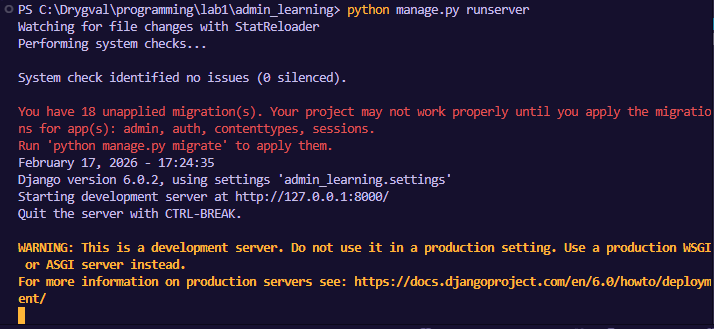 PS C:\Drygval\programming\lab1\admin_learning> python manage.py runserver
Watching for file changes with StatReloader
Performing system checks...
System check identified no issues (0 silenced).
You have 18 unapplied migration(s). Your project may not work properly until you apply the migratio
ns for app(s): admin, auth, contenttypes, sessions.
Run 'python manage.py migrate' to apply them.
February 17, 2026 - 17:24:35
Django version 6.0.2, using settings 'admin_learning.settings'
Starting development server at http://127.0.0.1:8000/
Quit the server with CTRL-BREAK.
WARNING: This is a development server. Do not use it in a production setting. Use a production WSGI
 or ASGI server instead.
For more information on production servers see: https://docs.djangoproject.com/en/6.0/howto/deploym
ent/